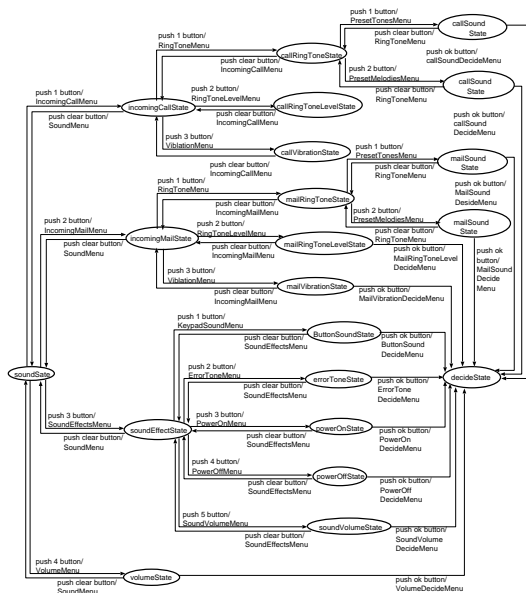 push 1 button/
PresetTonesMenu
callSound
State
push 1 button/
RingToneMenu
push clear button/
RingToneMenu
callRingToneState
push ok button/
callSoundDecideMenu
push clear button/
IncomingCallMenu
push 2 button/
PresetMelodiesMenu
callSound
State
push 1 button/
IncomingCallMenu
push 2 button/
RingToneLevelMenu
push clear button/
RingToneMenu
incomingCallState
callRingToneLevelState
push clear button/
SoundMenu
push clear button/
IncomingCallMenu
push ok button/
callSound
DecideMenu
push 3 button/
ViblationMenu
callVibrationState
push 1 button/
PresetTonesMenu
mailSound
State
push clear button/
IncomingCallMenu
push clear button/
RingToneMenu
push 1 button/
RingToneMenu
mailRingToneState
push ok button/
MailSound
DesideMenu
push clear button/
IncomingMailMenu
push 2 button/
PresetMelodiesMenu
mailSound
State
push 2 button/
IncomingMailMenu
push 2 button
RingToneLevelMenu
push clear button/
RingToneMenu
incomingMailState
mailRingToneLevelState
push clear button/
SoundMenu
push clear button/
IncomingMailMenu
push ok button/
MailRingToneLevel
DecideMenu
push ok
button/
MailSound
Decide
Menu
push 3 button/
ViblationMenu
mailVibrationState
push clear button/
IncomingMailMenu
push ok button/
MailVibrationDecideMenu
push 1 button/
KeypadSoundMenu
ButtonSoundState
push clear button/
SoundEffectsMenu
push ok button/
ButtonSound
DecideMenu
push 2 button/
ErrorToneMenu
soundSate
errorToneState
decideState
push clear button/
SoundEffectsMenu
push ok button/
ErrorTone
DecideMenu
push 3 button/
SoundEffectsMenu
push 3 button/
PowerOnMenu
soundEffectState
powerOnState
push clear button/
SoundMenu
push clear button/
SoundEffectsMenu
push ok button/
PowerOn
DecideMenu
push 4 button/
PowerOffMenu
powerOffState
push clear button/
SoundEffectsMenu
push ok button/
PowerOff
DecideMenu
push 5 button/
SoundVolumeMenu
soundVolumeState
push clear button/
SoundEffectsMenu
push ok button/
SoundVolume
DecideMenu
push 4 button/
VolumeMenu
volumeState
push clear button/
SoundMenu
push ok button/
VolumeDecideMenu